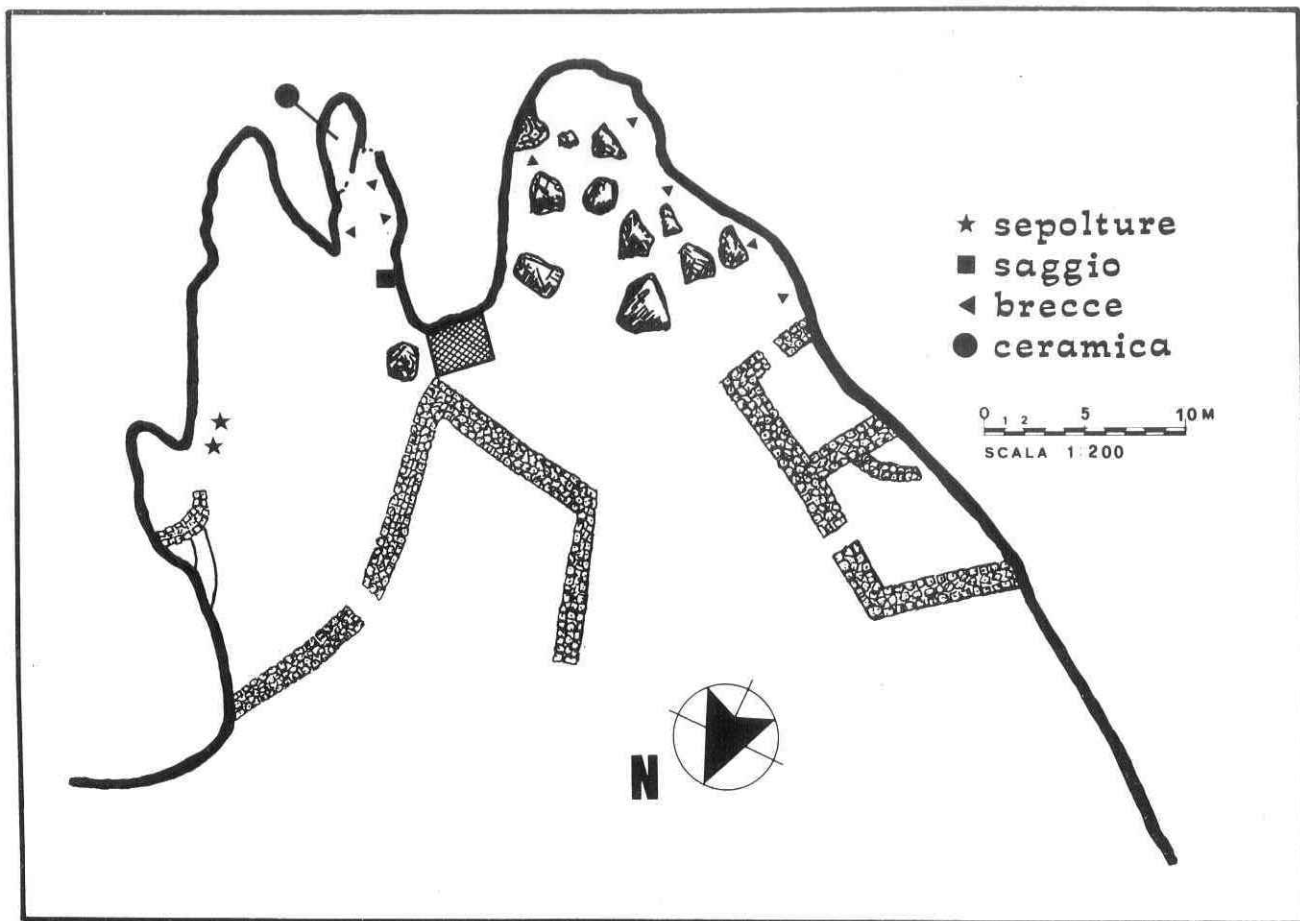 ★ sepolture
■ saggio
◀ brecce
● ceramica
0 1 2 5 10 M
SCALA 1:200
N